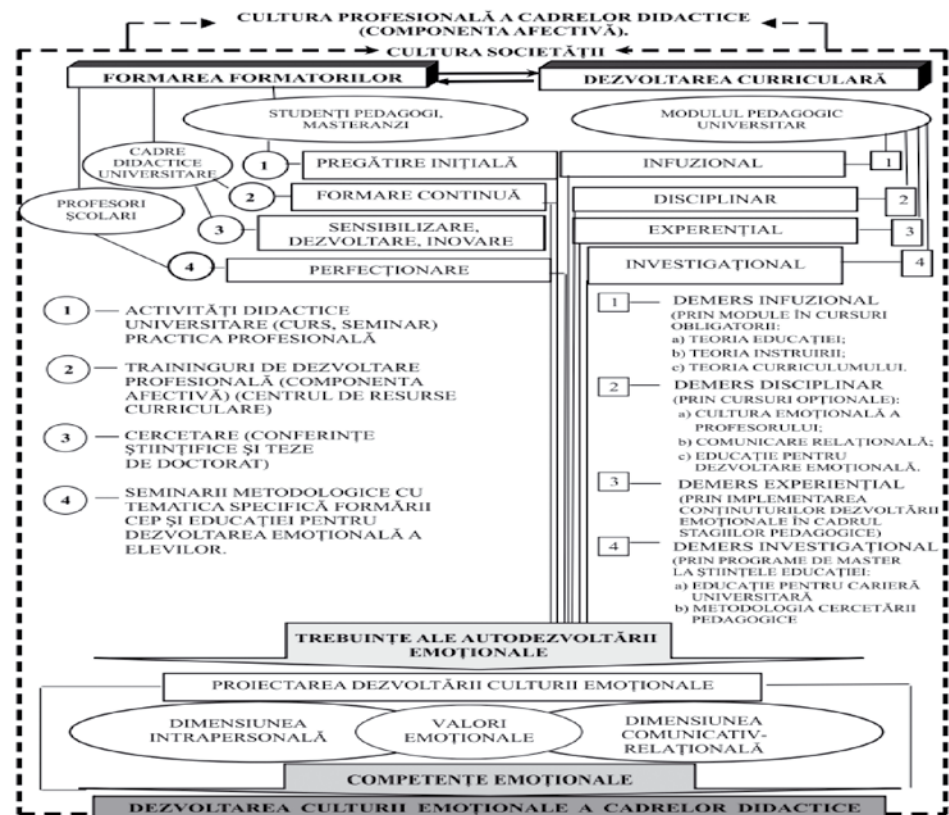 CULTURA PROFESIONALĂ A CADRELOR DIDACTICE
(COMPONENTA AFECTIVĂ).
CULTURA SOCIETĂȚII
FORMAREA FORMATORILOR
DEZVOLTAREA CURRICULARĂ
STUDENȚI PEDAGOGI,
MASTERANZI
MODULUL PEDAGOGIC
UNIVERSITAR
CADRE
DIDACTICE
UNIVERSITARE
PROFESORI
ȘCOLARI
1 PREGĂTIRE INIȚIALĂ
2 FORMARE CONTINUĂ
3 SENSIBILIZARE,
DEZVOLTARE, INOVARE
4 PERFECȚIONARE
INFUZIONAL 1
DISCIPLINAR 2
EXPERENȚIAL 3
INVESTIGAȚIONAL 4
1 ACTIVITĂȚI DIDACTICE
UNIVERSITARE (CURS, SEMINAR)
PRACTICA PROFESIONALĂ
2 TRAININGURI DE DEZVOLTARE
PROFESIONALĂ (COMPONENTA
AFECTIVĂ) (CENTRUL DE RESURSE
CURRICULARE)
3 CERCETARE (CONFERINȚE
ȘTIINȚIFICE ȘI TEZE
DE DOCTORAT)
4 SEMINARII METODOLOGICE CU
TEMATICA SPECIFICĂ FORMĂRII
CEP ȘI EDUCAȚIEI PENTRU
DEZVOLTAREA EMOȚIONALĂ A
ELEVILOR.
1 DEMERS INFUZIONAL
(PRIN MODULE ÎN CURSURI
OBLIGATORII:
a) TEORIA EDUCAȚIEI;
b) TEORIA INSTRUIRII;
c) TEORIA CURRICULUMULUI.
2 DEMERS DISCIPLINAR
(PRIN CURSURI OPȚIONALE):
a) CULTURA EMOȚIONALĂ A
PROFESORULUI;
b) COMUNICARE RELAȚIONALĂ;
c) EDUCAȚIE PENTRU
DEZVOLTARE EMOȚIONALĂ.
3 DEMERS EXPERIENȚIAL
(PRIN IMPLEMENTAREA
CONȚINUTURILOR DEZVOLTĂRII
EMOȚIONALE ÎN CADRUL
STAGIILOR PEDAGOGICE)
4 DEMERS INVESTIGAȚIONAL
(PRIN PROGRAME DE MASTER
LA ȘTIINȚELE EDUCAȚIEI:
a) EDUCAȚIE PENTRU CARIERĂ
UNIVERSITARĂ
b) METODOLOGIA CERCETĂRII
PEDAGOGICE
TREBUINȚE ALE AUTODEZVOLTĂRII
EMOȚIONALE
PROIECTAREA DEZVOLTĂRII CULTURII EMOȚIONALE
DIMENSIUNEA
INTRAPERSONALĂ
VALORI
EMOȚIONALE
DIMENSIUNEA
COMUNICATIV-
RELAȚIONALĂ
COMPETENȚE EMOȚIONALE
DEZVOLTAREA CULTURII EMOȚIONALE A CADRELOR DIDACTICE